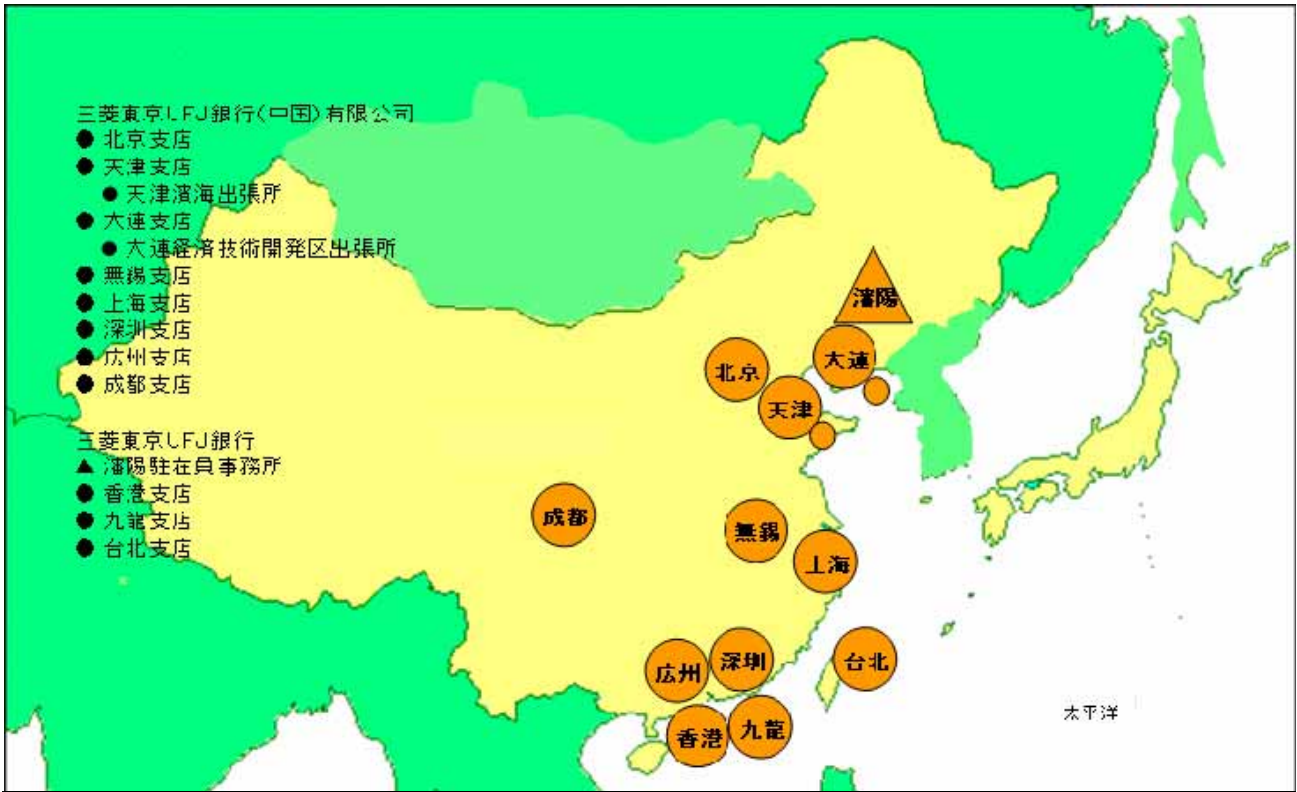 三菱東京UFJ銀行(中国)有限公司
● 北京支店
● 天津支店
● 天津濱海出張所
● 大連支店
● 大連経済技術開発区出張所
● 無錫支店
● 上海支店
● 深圳支店
● 広州支店
● 成都支店
三菱東京UFJ銀行
▲ 瀋陽駐在員事務所
● 香港支店
● 九龍支店
● 台北支店
瀋陽
大連
北京
天津
成都
無錫
上海
広州
深圳
台北
香港
九龍
太平洋